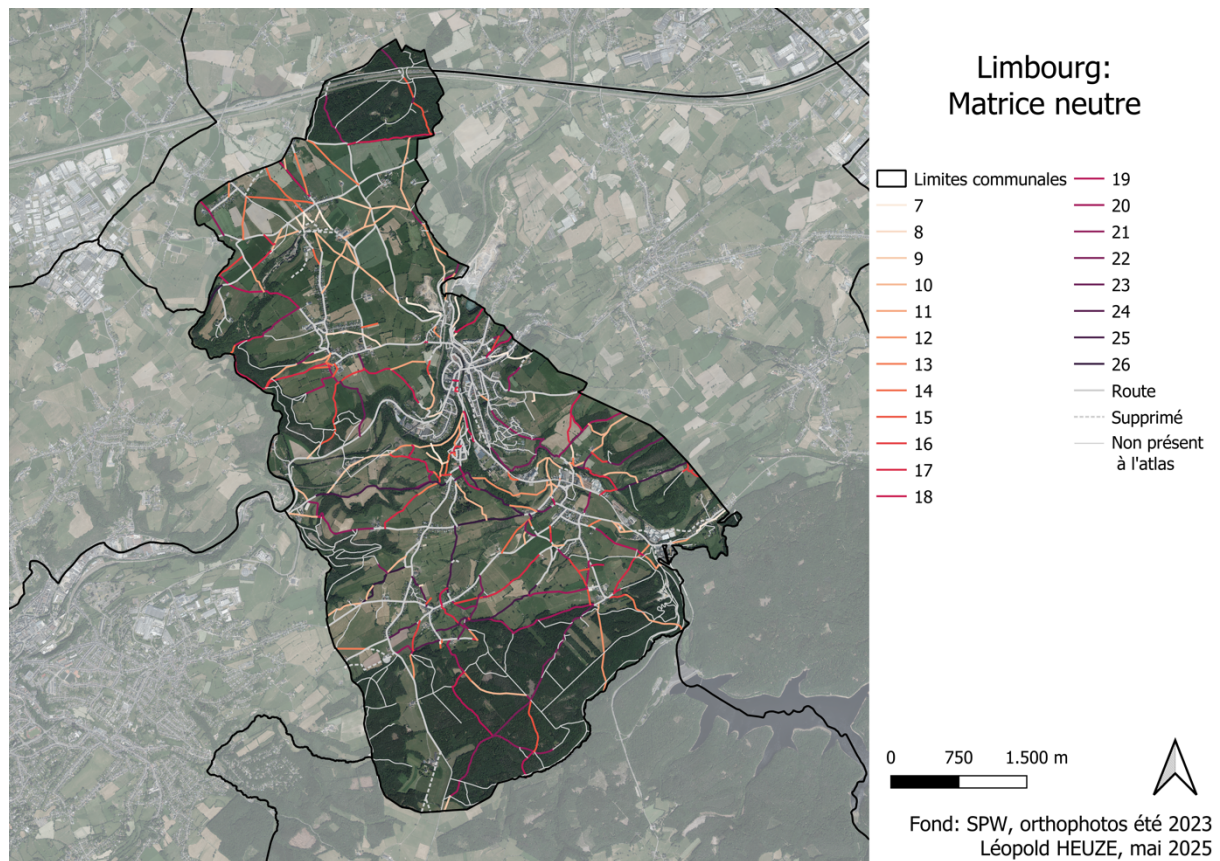 Limbourg:
Matrice neutre
Limites communales
7
8
9
10
11
12
13
14
15
16
17
18
19
20
21
22
23
24
25
26
Route
Supprimé
Non présent
à l'atlas
0 750 1.500 m
Fond: SPW, orthophotos été 2023
Léopold HEUZE, mai 2025